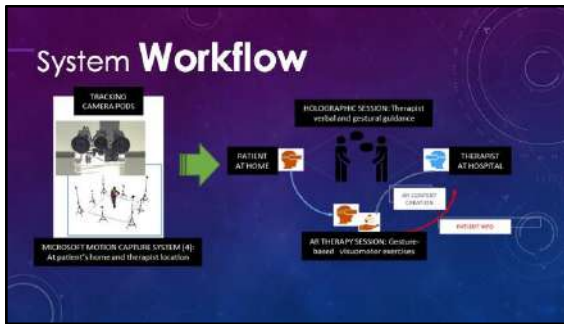 System Workflow
TRACKING
CAMERA PODS
MICROSOFT MOTION CAPTURE SYSTEM [4]:
At patient's home and therapist location
HOLOGRAPHIC SESSION: Therapist
verbal and gestural guidance
PATIENT
AT HOME
THERAPIST
AT HOSPITAL
AR CONTENT
CREATION
PATIENT INFO
AR THERAPY SESSION: Gesture-
based visuomotor exercises